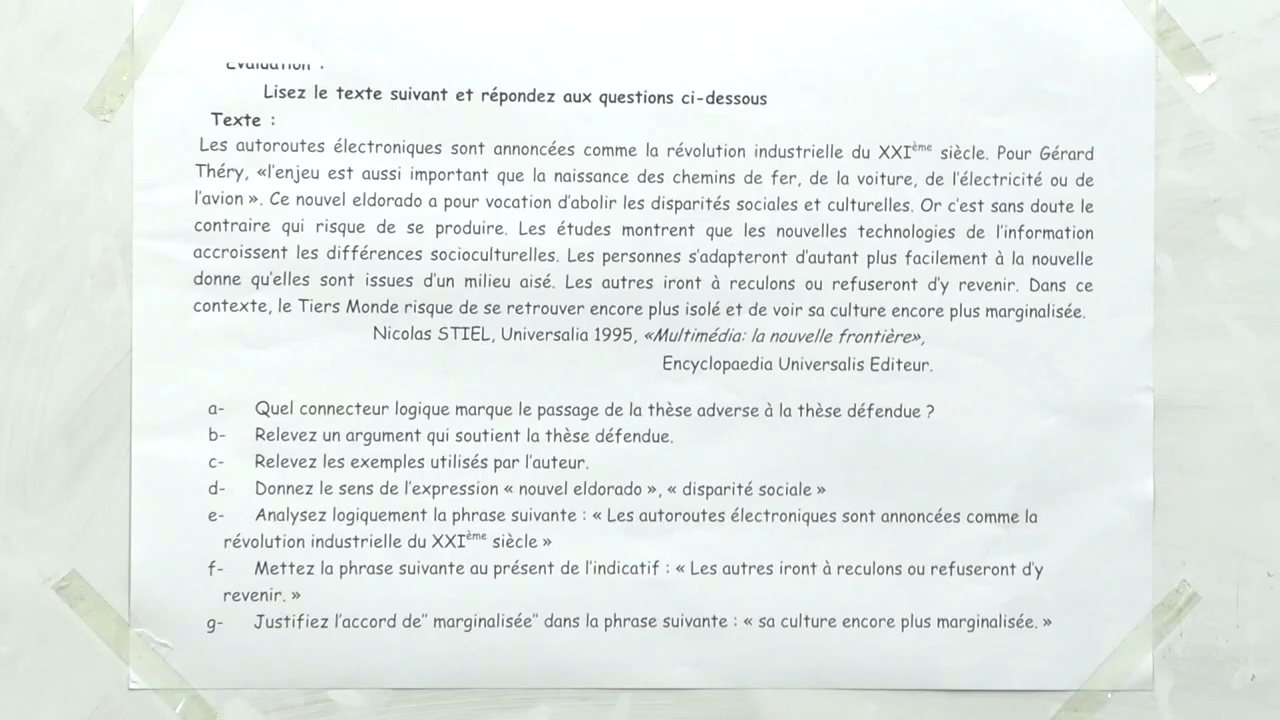 Evaluation :
Lisez le texte suivant et répondez aux questions ci-dessous
Texte :
Les autoroutes électroniques sont annoncées comme la révolution industrielle du XXIème siècle. Pour Gérard
Théry, «l'enjeu est aussi important que la naissance des chemins de fer, de la voiture, de l'électricité ou de
l'avion ». Ce nouvel eldorado a pour vocation d'abolir les disparités sociales et culturelles. Or c'est sans doute le
contraire qui risque de se produire. Les études montrent que les nouvelles technologies de l'information
accroissent les différences socioculturelles. Les personnes s'adapteront d'autant plus facilement à la nouvelle
donne qu'elles sont issues d'un milieu aisé. Les autres iront à reculons ou refuseront d'y revenir. Dans ce
contexte, le Tiers Monde risque de se retrouver encore plus isolé et de voir sa culture encore plus marginalisée.
Nicolas STIEL, Universalia 1995, «Multimédia: la nouvelle frontière»,
Encyclopaedia Universalis Editeur.
a- Quel connecteur logique marque le passage de la thèse adverse à la thèse défendue ?
b- Relevez un argument qui soutient la thèse défendue.
c- Relevez les exemples utilisés par l'auteur.
d- Donnez le sens de l'expression « nouvel eldorado », « disparité sociale »
e- Analysez logiquement la phrase suivante : « Les autoroutes électroniques sont annoncées comme la
révolution industrielle du XXIème siècle »
f- Mettez la phrase suivante au présent de l'indicatif : « Les autres iront à reculons ou refuseront d'y
revenir. »
g- Justifiez l'accord de" marginalisée" dans la phrase suivante : « sa culture encore plus marginalisée. »